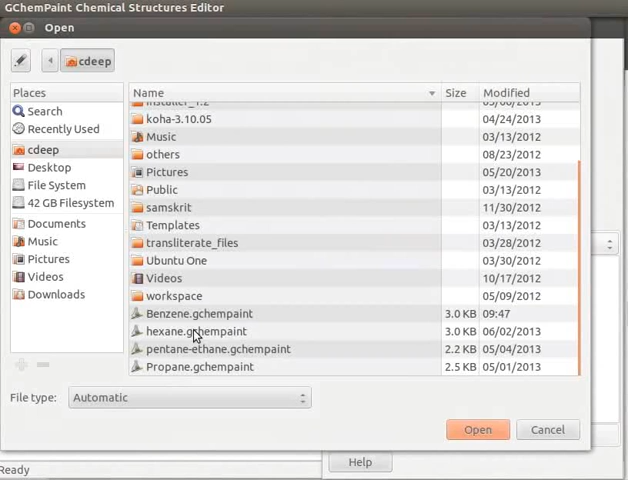 GChemPaint Chemical Structures Editor
Open
cdeep
Places
Name Size Modified
Search
Recently Used
cdeep
Desktop
File System
42 GB Filesystem
Documents
Music
Pictures
Videos
Downloads
installer_1.2 05/06/2013
koha-3.10.05 04/24/2013
Music 03/13/2012
others 08/23/2012
Pictures 05/20/2013
Public 03/13/2012
samskrit 11/30/2012
Templates 03/13/2012
transliterate_files 03/28/2012
Ubuntu One 03/30/2012
Videos 10/17/2012
workspace 05/09/2012
Benzene.gchempaint 3.0 KB 09:47
hexane.gchempaint 3.0 KB 06/02/2013
pentane-ethane.gchempaint 2.2 KB 05/04/2013
Propane.gchempaint 2.5 KB 05/01/2013
File type: Automatic
Open Cancel
Help
Ready